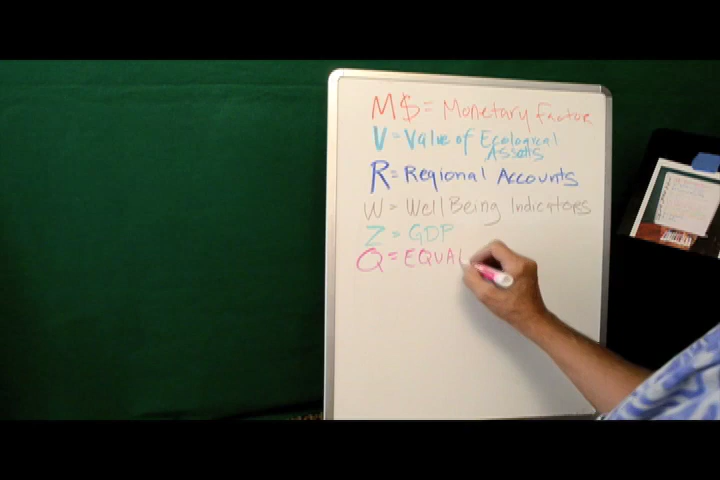 M$ = Monetary Factor
V = Value of Ecological
Assets
R = Regional Accounts
W = Well Being Indicators
Z = GDP
Q = EQUAL